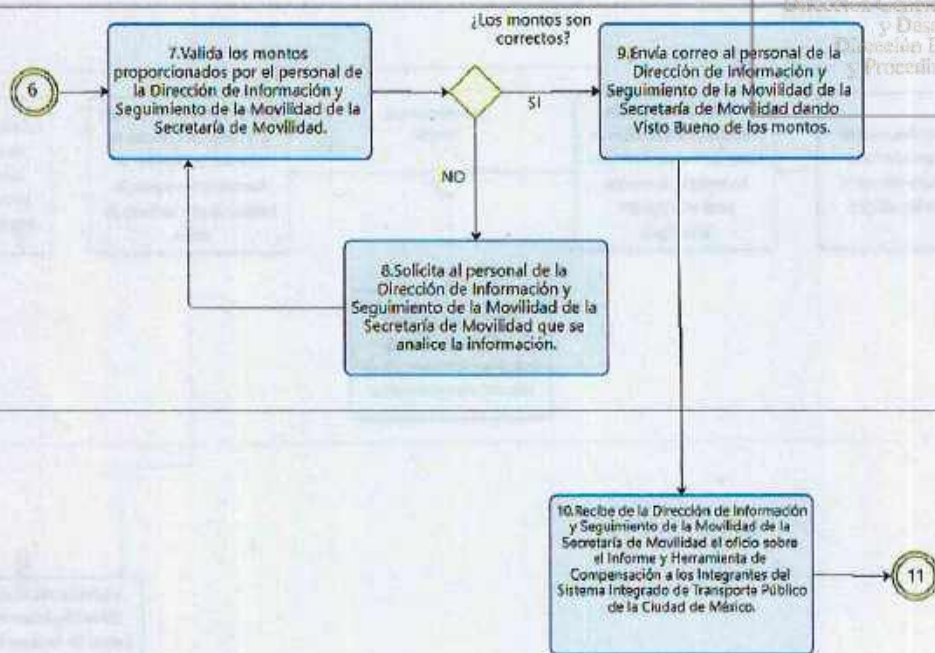 Dirección General
y Procedi
¿Los montos son
correctos?
6
7.Valida los montos
proporcionados por el personal de
la Dirección de Información y
Seguimiento de la Movilidad de la
Secretaría de Movilidad.
SI
9.Envía correo al personal de la
Dirección de Información y
Seguimiento de la Movilidad de la
Secretaría de Movilidad dando
Visto Bueno de los montos.
NO
8.Solicita al personal de la
Dirección de Información y
Seguimiento de la Movilidad de la
Secretaría de Movilidad que se
analice la información.
10.Recibe de la Dirección de Información
y Seguimiento de la Movilidad de la
Secretaría de Movilidad el oficio sobre
el Informe y Herramienta de
Compensación a los Integrantes del
Sistema Integrado de Transporte Público
de la Ciudad de México.
11